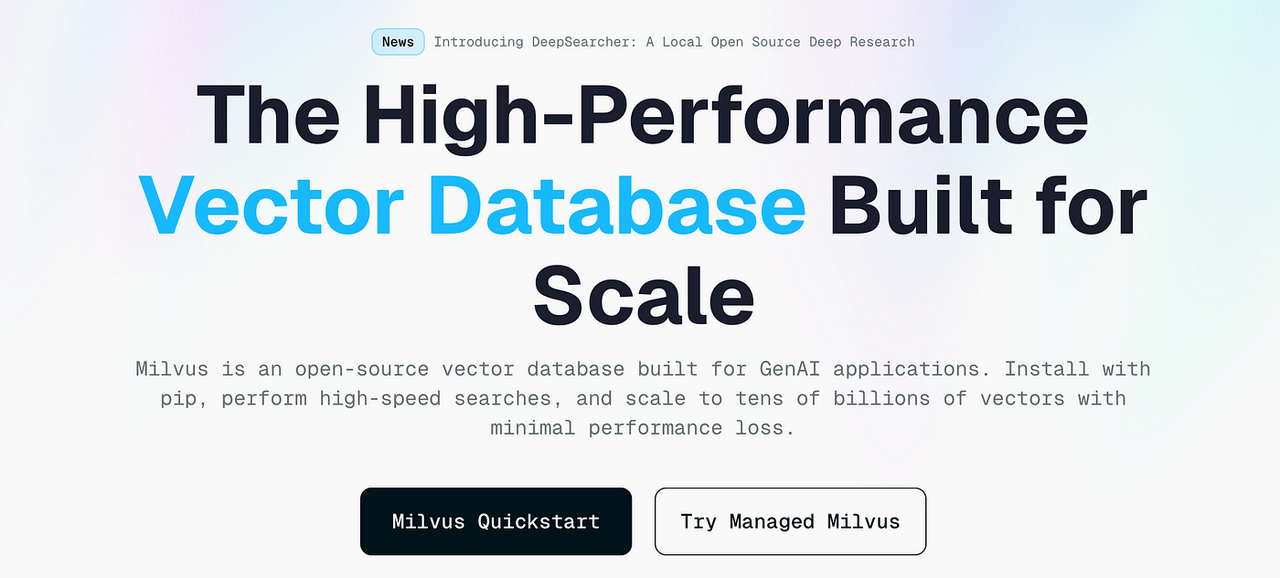 News Introducing DeepSearcher: A Local Open Source Deep Research
The High-Performance
Vector Database Built for
Scale
Milvus is an open-source vector database built for GenAI applications. Install with
pip, perform high-speed searches, and scale to tens of billions of vectors with
minimal performance loss.
Milvus Quickstart Try Managed Milvus